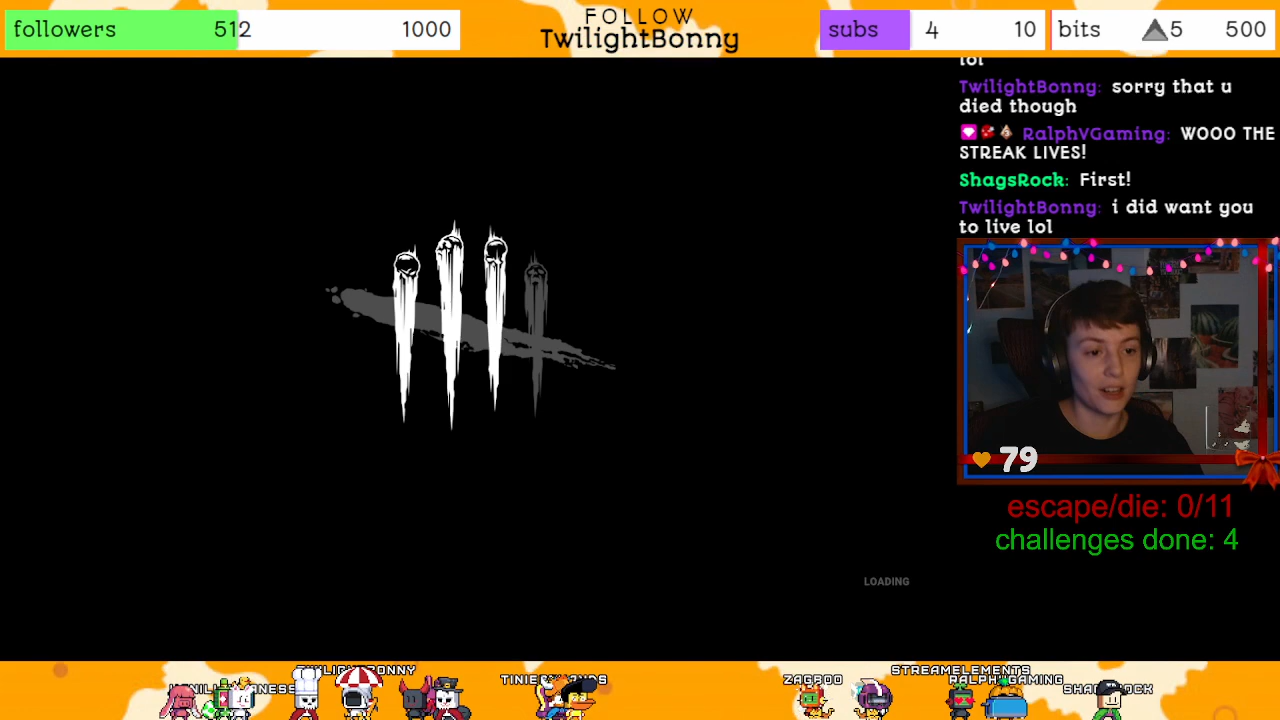 followers 512 1000
FOLLOW
TwilightBonny
subs 4 10
bits 5 500
lol
TwilightBonny: sorry that u
died though
RalphVGaming: WOOO THE
STREAK LIVES!
ShagsRock: First!
TwilightBonny: i did want you
to live lol
79
escape/die: 0/11
challenges done: 4
LOADING
ZAGBOO
STREAMELEMENTS